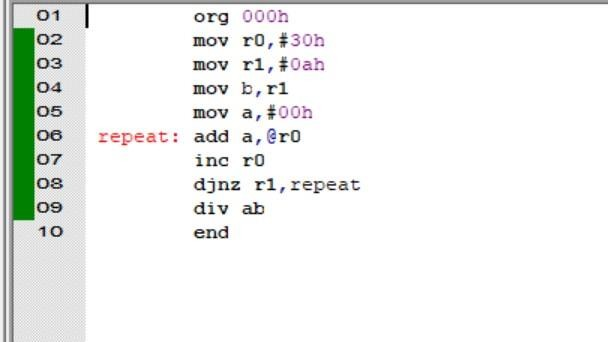 01 org 000h
02 mov r0,#30h
03 mov r1,#0ah
04 mov b,r1
05 mov a,#00h
06 repeat: add a,@r0
07 inc r0
08 djnz r1,repeat
09 div ab
10 end